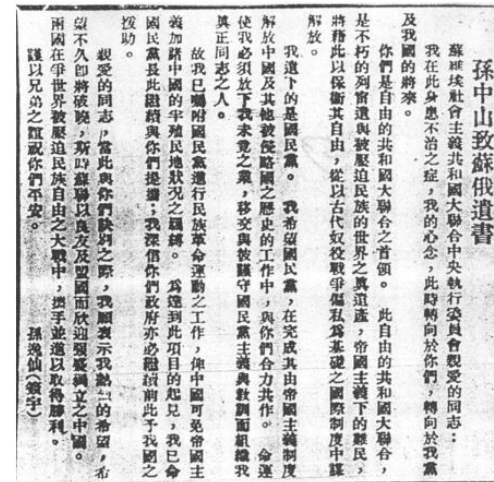 孫中山致蘇俄遺書
蘇維埃社會主義共和國大聯合中央執行委員會親愛的同志：
我在此身患不治之症，我的心念，此時轉向於你們，轉向於我黨
及我國的將來。
你們是自由的共和國大聯合之首領。此自由的共和國大聯合，
是不朽的列甯遺與被壓迫民族的世界之眞遺產，帝國主義下的難民，
將藉此以保衛其自由，從以古代奴役戰爭偏私爲基礎之國際制度中謀
解放。
我遺下的是國民黨。我希望國民黨，在完成其由帝國主義制度
解放中國及其他被侵略國之歷史的工作中，與你們合力共作。命運
使我必須放下我未竟之業，移交與彼謹守國民黨主義與敎訓而組織我
眞正同志之人。
故我已囑咐國民黨進行民族革命運動之工作，俾中國可免帝國主
義加諸中國的半殖民地狀況之羈縛。爲達到此項目的起見，我已命
國民黨長此繼續與你們提攜；我深信你們政府亦必繼續前此予我國之
援助。
親愛的同志，當此與你們訣別之際，我願表示我熱烈的希望，希
望不久卽將破曉，斯時蘇聯以良友及盟國而欣迎强盛獨立之中國。
兩國在爭世界被壓迫民族自由之大戰中，攜手並進以取得勝利。
謹以兄弟之誼祝你們平安。
孫逸仙（簽字）